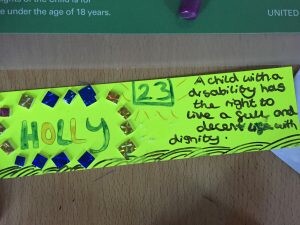 ghts of the Child is for
e under the age of 18 years.
UNITED
HOLLY
23
A child with a
disability has
the right to
live a full and
decent life with
dignity.